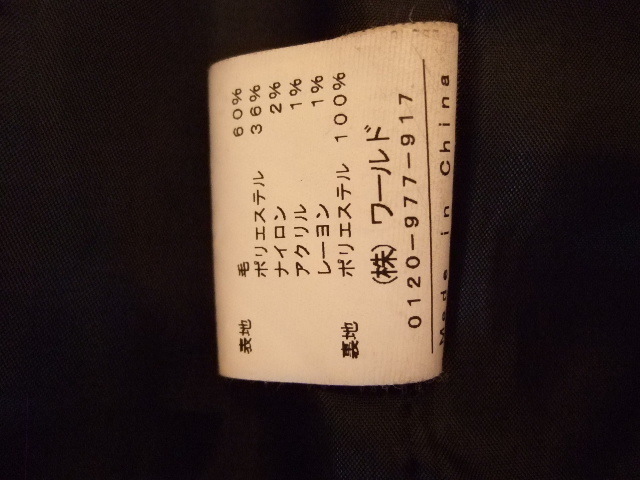 表地 毛 60%
ポリエステル 36%
ナイロン 2%
アクリル 1%
レーヨン 1%
裏地 ポリエステル 100%
(株) ワールド
0120-977-917
Made in China